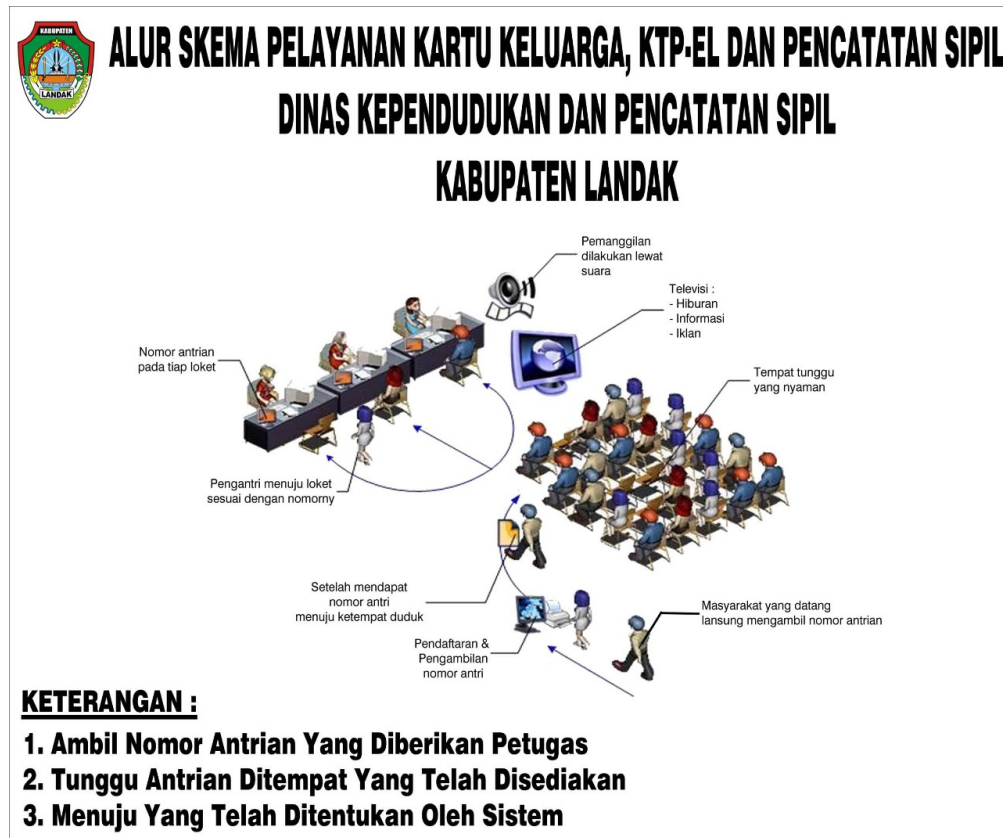 KABUPATEN
LANDAK
ALUR SKEMA PELAYANAN KARTU KELUARGA, KTP-EL DAN PENCATATAN SIPIL
DINAS KEPENDUDUKAN DAN PENCATATAN SIPIL
KABUPATEN LANDAK
Pemanggilan
dilakukan lewat
suara
Televisi :
- Hiburan
- Informasi
- Iklan
Nomor antrian
pada tiap loket
Tempat tunggu
yang nyaman
Pengantri menuju loket
sesuai dengan nomorny
Setelah mendapat
nomor antri
menuju ketempat duduk
Masyarakat yang datang
lansung mengambil nomor antrian
Pendaftaran &
Pengambilan
nomor antri
KETERANGAN :
1. Ambil Nomor Antrian Yang Diberikan Petugas
2. Tunggu Antrian Ditempat Yang Telah Disediakan
3. Menuju Yang Telah Ditentukan Oleh Sistem